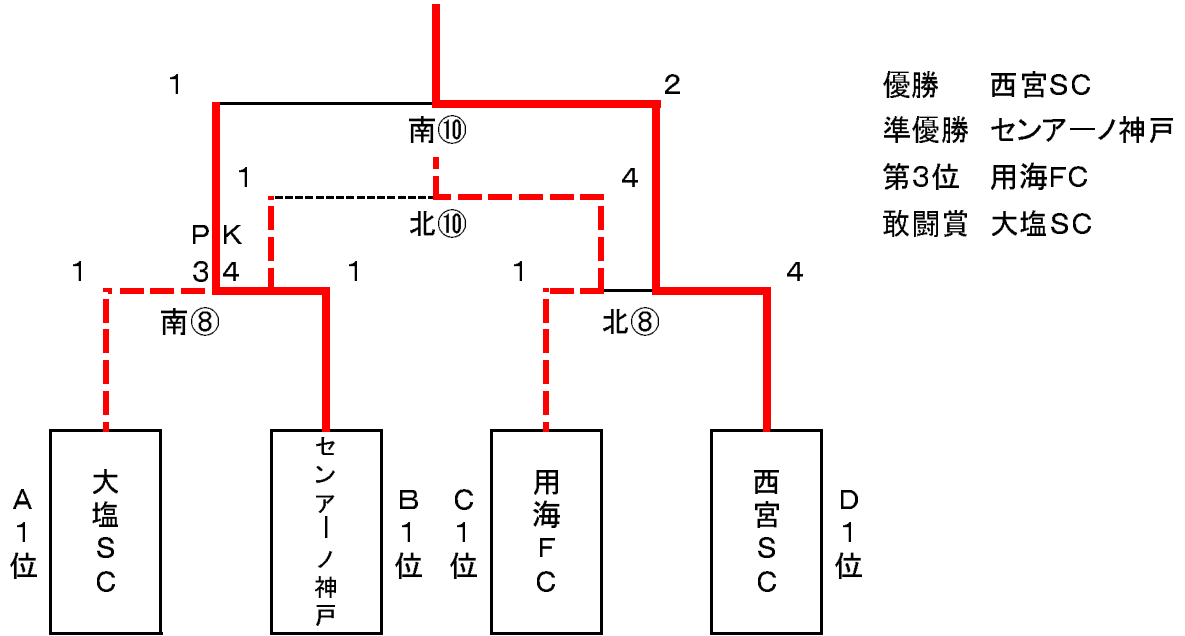 1
2
南⑩
1
4
北⑩
PK
1
3
4
1
1
4
南⑧
北⑧
A1位
大塩SC
センアーノ神戸
B1位
C1位
用海FC
西宮SC
D1位
優勝 西宮SC
準優勝 センアーノ神戸
第3位 用海FC
敢闘賞 大塩SC